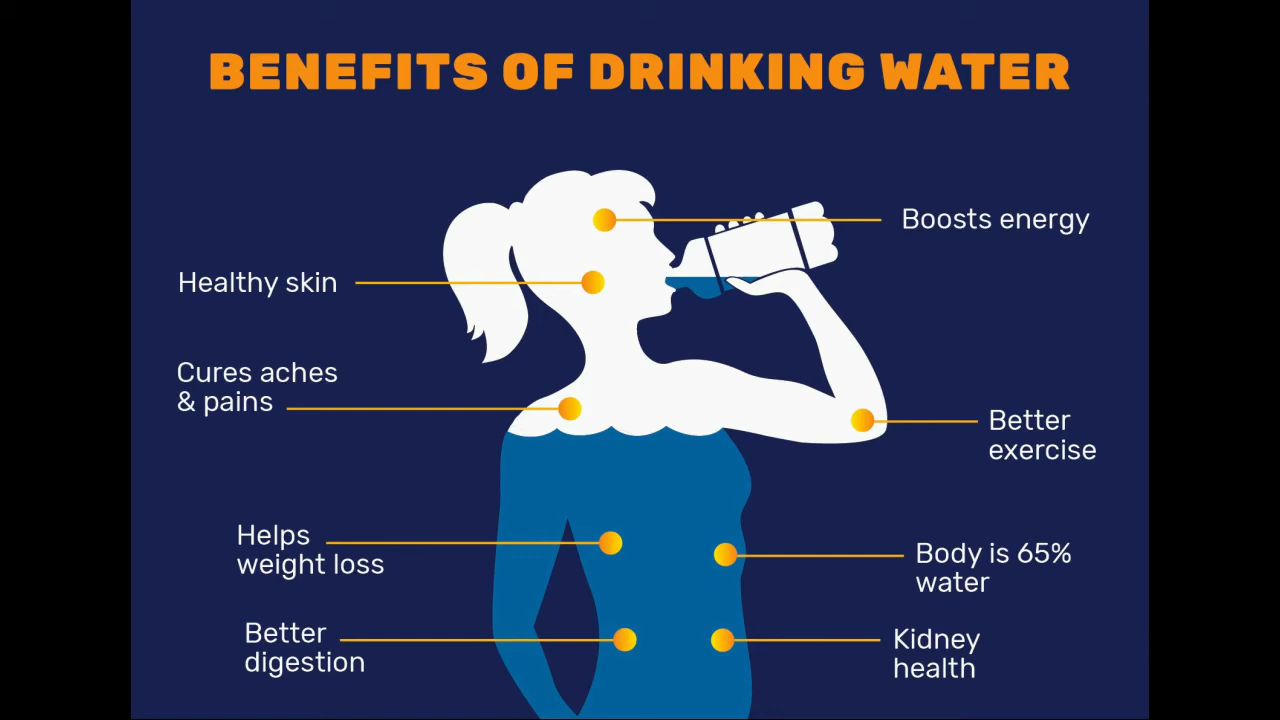 BENEFITS OF DRINKING WATER
Boosts energy
Healthy skin
Cures aches
& pains
Better
exercise
Helps
weight loss
Body is 65%
water
Better
digestion
Kidney
health